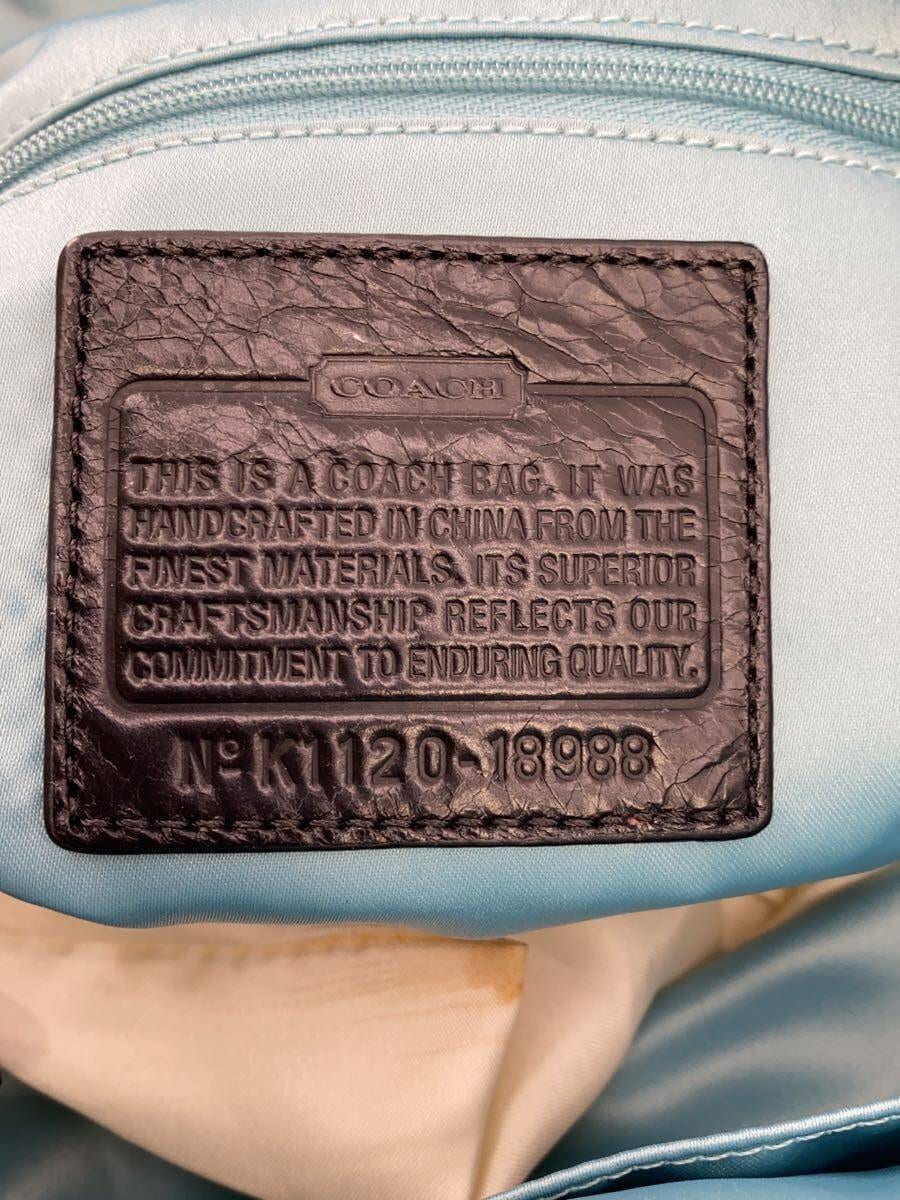 COACH
THIS IS A COACH BAG. IT WAS
HANDCRAFTED IN CHINA FROM THE
FINEST MATERIALS. ITS SUPERIOR
CRAFTSMANSHIP REFLECTS OUR
COMMITMENT TO ENDURING QUALITY.
Nº K1120-18988